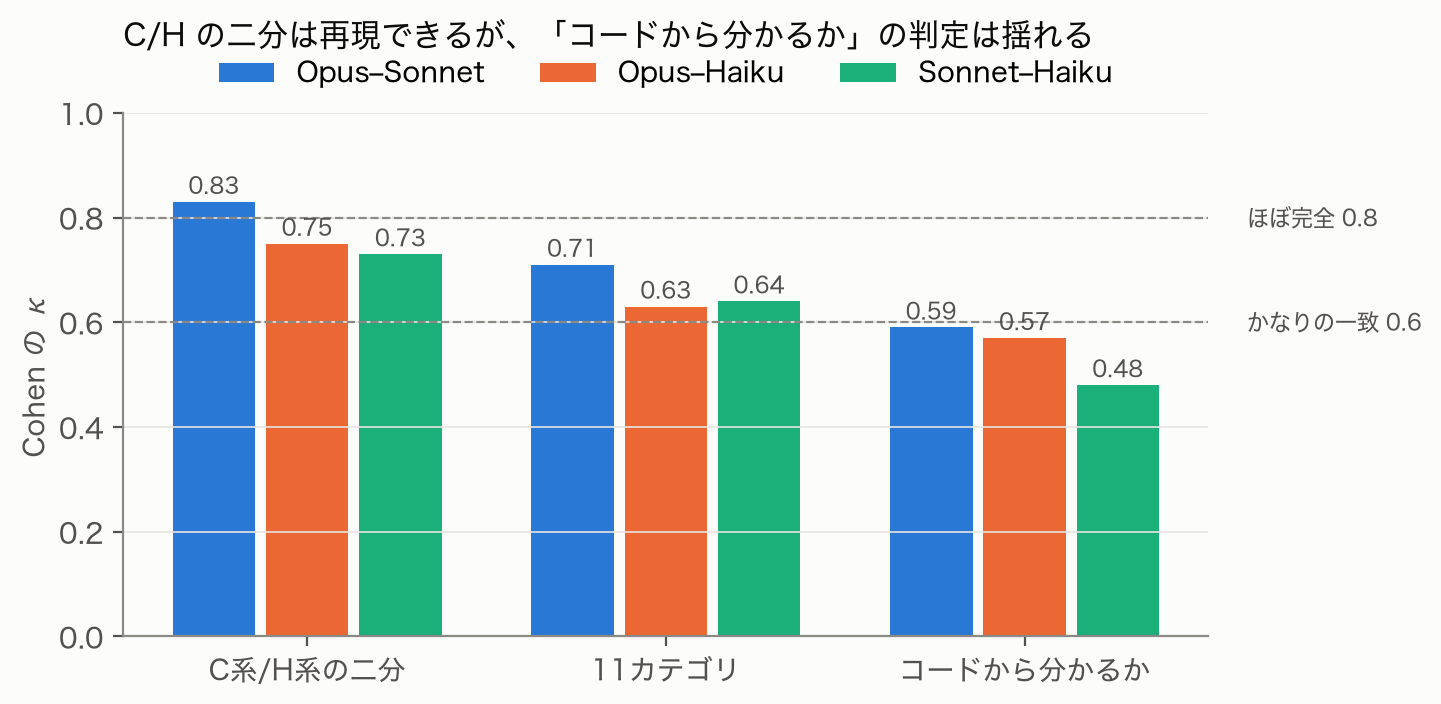 C/H の二分は再現できるが、「コードから分かるか」の判定は揺れる
Opus–Sonnet
Opus–Haiku
Sonnet–Haiku
Cohen の κ
1.0
0.8
0.6
0.4
0.2
0.0
0.83
0.75
0.73
0.71
0.63
0.64
0.59
0.57
0.48
ほぼ完全 0.8
かなりの一致 0.6
C系/H系の二分
11カテゴリ
コードから分かるか